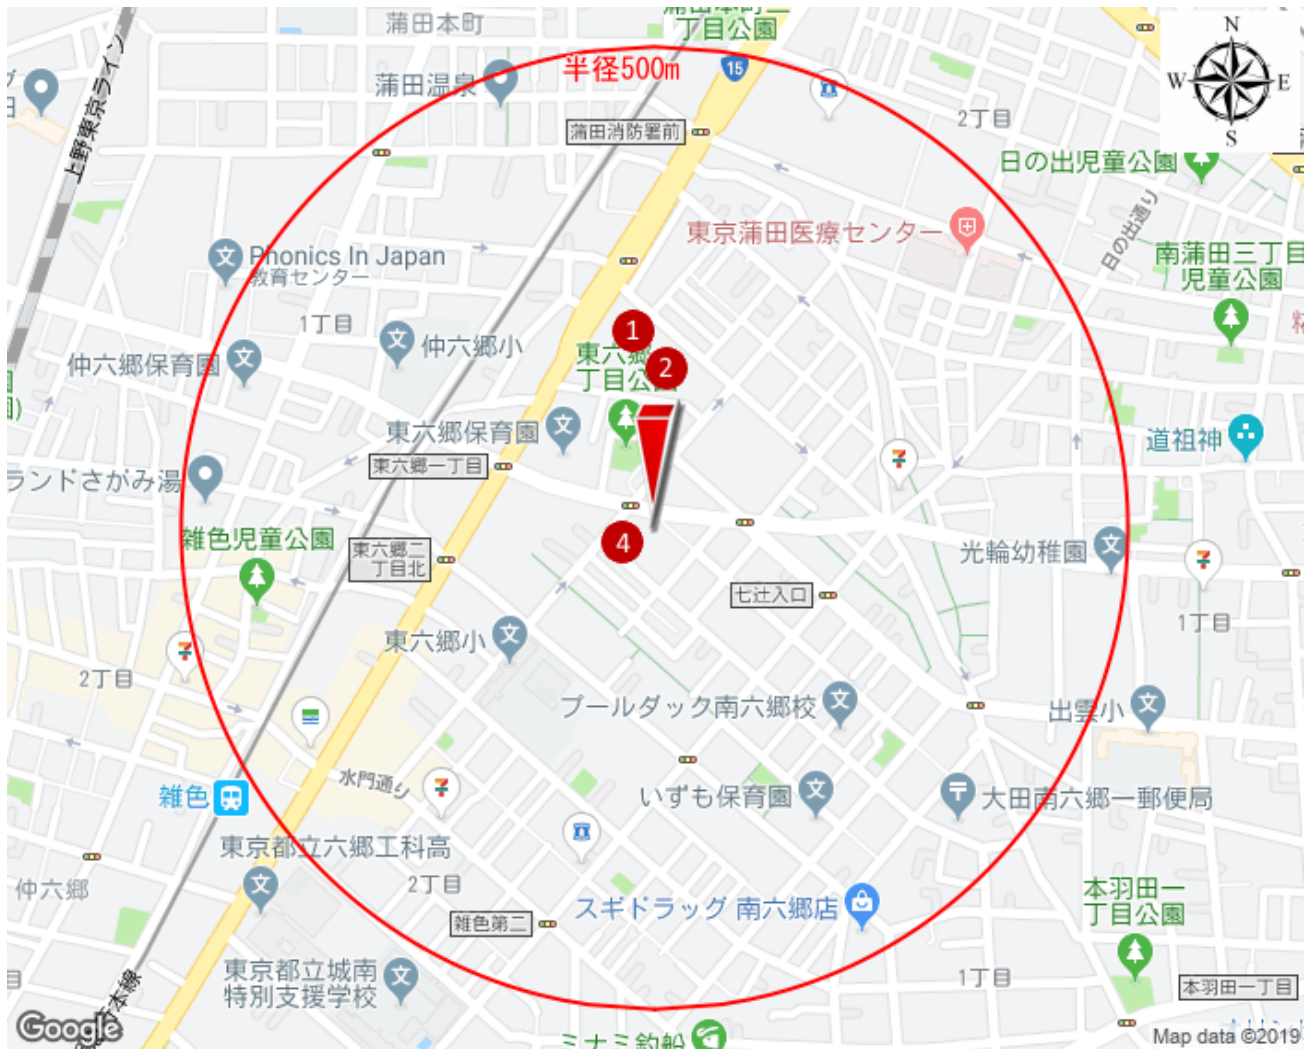 蒲田本町
丁目公園
半径500m
15
N
W
E
S
蒲田温泉
上野東京ライン
蒲田消防署前
2丁目
日の出児童公園
日の出通り
東京蒲田医療センター
南蒲田三丁目
児童公園
Phonics In Japan
教育センター
1丁目
仲六郷小
仲六郷保育園
1
2
東六郷
丁目公園
東六郷保育園
東六郷一丁目
道祖神
ランドさがみ湯
雑色児童公園
東六郷二
丁目北
4
光輪幼稚園
七辻入口
1丁目
東六郷小
2丁目
プールダック南六郷校
出雲小
水門通り
雑色
いずも保育園
大田南六郷一郵便局
東京都立六郷工科高
2丁目
仲六郷
スギドラッグ 南六郷店
本羽田一
丁目公園
雑色第二
東京都立城南
特別支援学校
1丁目
本羽田一丁目
本線
Google
ミナミ釣船
Map data ©2019